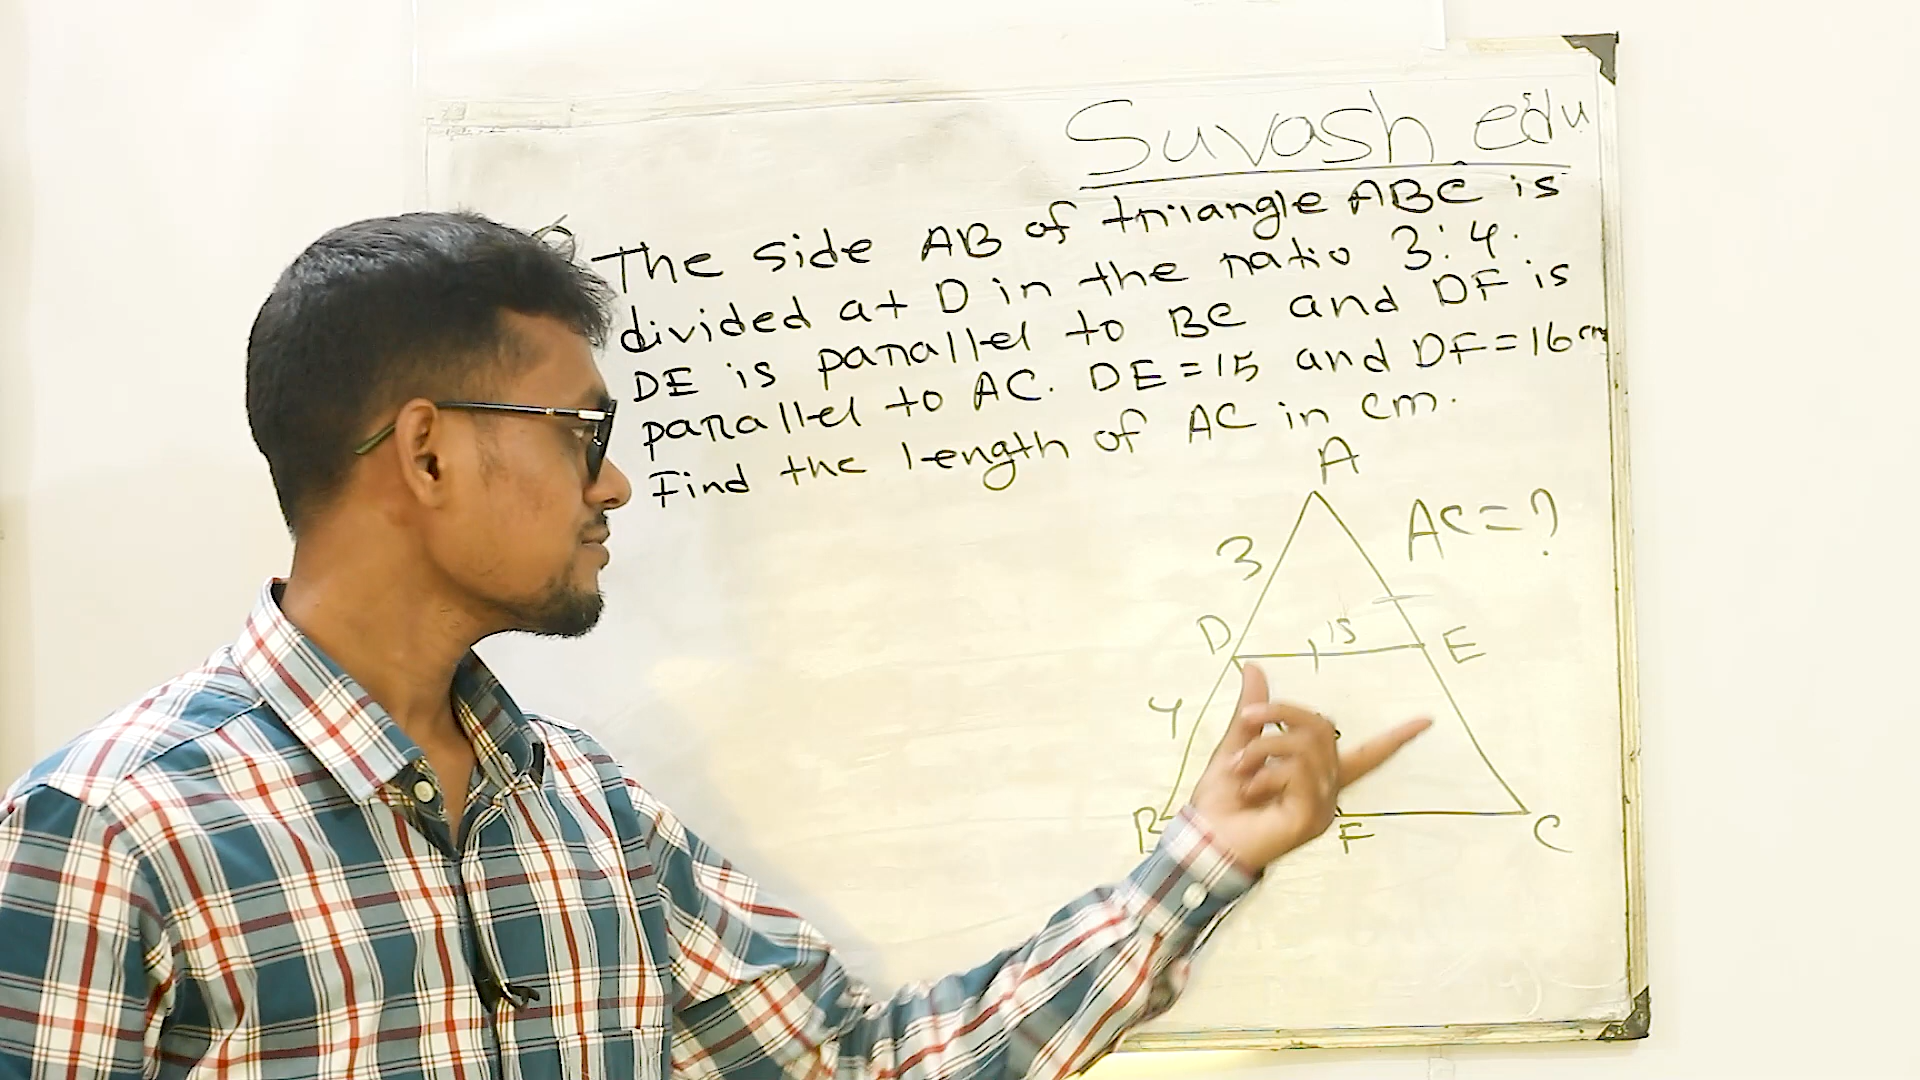 Suvash edu
The side AB of triangle ABC is
divided at D in the ratio 3:4.
DE is parallel to BC and DF is
parallel to AC. DE=15 and DF=16cm
Find the length of AC in cm.
A
AC=?
3
D
15
E
4
B
F
C